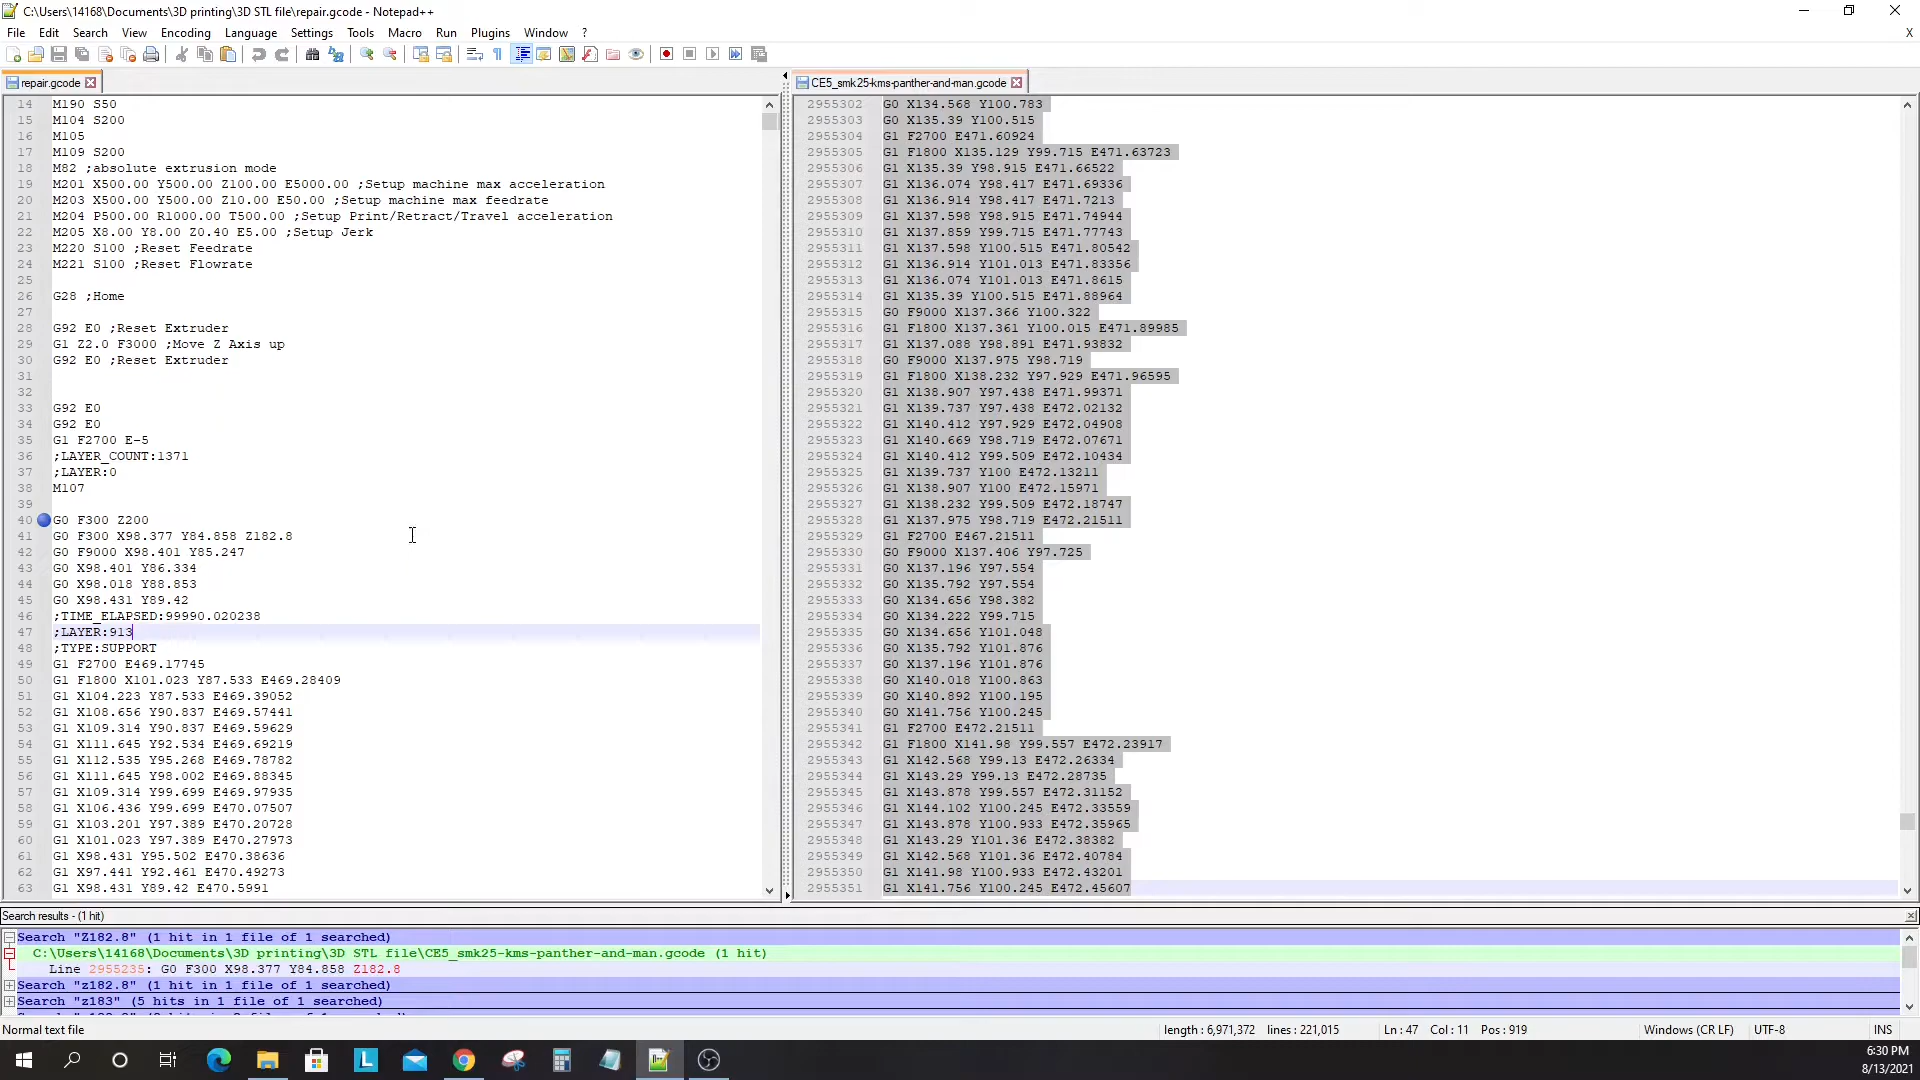 C:\Users\14168\Documents\3D printing\3D STL file\repair.gcode - Notepad++
File Edit Search View Encoding Language Settings Tools Macro Run Plugins Window ? X
repair.gcode
14 M190 S50
15 M104 S200
16 M105
17 M109 S200
18 M82 ;absolute extrusion mode
19 M201 X500.00 Y500.00 Z100.00 E5000.00 ;Setup machine max acceleration
20 M203 X500.00 Y500.00 Z10.00 E50.00 ;Setup machine max feedrate
21 M204 P500.00 R1000.00 T500.00 ;Setup Print/Retract/Travel acceleration
22 M205 X8.00 Y8.00 Z0.40 E5.00 ;Setup Jerk
23 M220 S100 ;Reset Feedrate
24 M221 S100 ;Reset Flowrate
25
26 G28 ;Home
27
28 G92 E0 ;Reset Extruder
29 G1 Z2.0 F3000 ;Move Z Axis up
30 G92 E0 ;Reset Extruder
31
32
33 G92 E0
34 G92 E0
35 G1 F2700 E-5
36 ;LAYER_COUNT:1371
37 ;LAYER:0
38 M107
39
40 G0 F300 Z200
41 G0 F300 X98.377 Y84.858 Z182.8
42 G0 F9000 X98.401 Y85.247
43 G0 X98.401 Y86.334
44 G0 X98.018 Y88.853
45 G0 X98.431 Y89.42
46 ;TIME_ELAPSED:99990.020238
47 ;LAYER:913
48 ;TYPE:SUPPORT
49 G1 F2700 E469.17745
50 G1 F1800 X101.023 Y87.533 E469.28409
51 G1 X104.223 Y87.533 E469.39052
52 G1 X108.656 Y90.837 E469.57441
53 G1 X109.314 Y90.837 E469.59629
54 G1 X111.645 Y92.534 E469.69219
55 G1 X112.535 Y95.268 E469.78782
56 G1 X111.645 Y98.002 E469.88345
57 G1 X109.314 Y99.699 E469.97935
58 G1 X106.436 Y99.699 E470.07507
59 G1 X103.201 Y97.389 E470.20728
60 G1 X101.023 Y97.389 E470.27973
61 G1 X98.431 Y95.502 E470.38636
62 G1 X97.441 Y92.461 E470.49273
63 G1 X98.431 Y89.42 E470.5991
CE5_smk25-kms-panther-and-man.gcode
2955302 G0 X134.568 Y100.783
2955303 G0 X135.39 Y100.515
2955304 G1 F2700 E471.60924
2955305 G1 F1800 X135.129 Y99.715 E471.63723
2955306 G1 X135.39 Y98.915 E471.66522
2955307 G1 X136.074 Y98.417 E471.69336
2955308 G1 X136.914 Y98.417 E471.7213
2955309 G1 X137.598 Y98.915 E471.74944
2955310 G1 X137.859 Y99.715 E471.77743
2955311 G1 X137.598 Y100.515 E471.80542
2955312 G1 X136.914 Y101.013 E471.83356
2955313 G1 X136.074 Y101.013 E471.8615
2955314 G1 X135.39 Y100.515 E471.88964
2955315 G0 F9000 X137.366 Y100.322
2955316 G1 F1800 X137.361 Y100.015 E471.89985
2955317 G1 X137.088 Y98.891 E471.93832
2955318 G0 F9000 X137.975 Y98.719
2955319 G1 F1800 X138.232 Y97.929 E471.96595
2955320 G1 X138.907 Y97.438 E471.99371
2955321 G1 X139.737 Y97.438 E472.02132
2955322 G1 X140.412 Y97.929 E472.04908
2955323 G1 X140.669 Y98.719 E472.07671
2955324 G1 X140.412 Y99.509 E472.10434
2955325 G1 X139.737 Y100 E472.13211
2955326 G1 X138.907 Y100 E472.15971
2955327 G1 X138.232 Y99.509 E472.18747
2955328 G1 X137.975 Y98.719 E472.21511
2955329 G1 F2700 E467.21511
2955330 G0 F9000 X137.406 Y97.725
2955331 G0 X137.196 Y97.554
2955332 G0 X135.792 Y97.554
2955333 G0 X134.656 Y98.382
2955334 G0 X134.222 Y99.715
2955335 G0 X134.656 Y101.048
2955336 G0 X135.792 Y101.876
2955337 G0 X137.196 Y101.876
2955338 G0 X140.018 Y100.863
2955339 G0 X140.892 Y100.195
2955340 G0 X141.756 Y100.245
2955341 G1 F2700 E472.21511
2955342 G1 F1800 X141.98 Y99.557 E472.23917
2955343 G1 X142.568 Y99.13 E472.26334
2955344 G1 X143.29 Y99.13 E472.28735
2955345 G1 X143.878 Y99.557 E472.31152
2955346 G1 X144.102 Y100.245 E472.33559
2955347 G1 X143.878 Y100.933 E472.35965
2955348 G1 X143.29 Y101.36 E472.38382
2955349 G1 X142.568 Y101.36 E472.40784
2955350 G1 X141.98 Y100.933 E472.43201
2955351 G1 X141.756 Y100.245 E472.45607
Search results - (1 hit)
Search "Z182.8" (1 hit in 1 file of 1 searched)
C:\Users\14168\Documents\3D printing\3D STL file\CE5_smk25-kms-panther-and-man.gcode (1 hit)
Line 2955235: G0 F300 X98.377 Y84.858 Z182.8
Search "z182.8" (1 hit in 1 file of 1 searched)
Search "z183" (5 hits in 1 file of 1 searched)
Normal text file length : 6,971,372 lines : 221,015 Ln : 47 Col : 11 Pos : 919 Windows (CR LF) UTF-8 INS
6:30 PM
8/13/2021